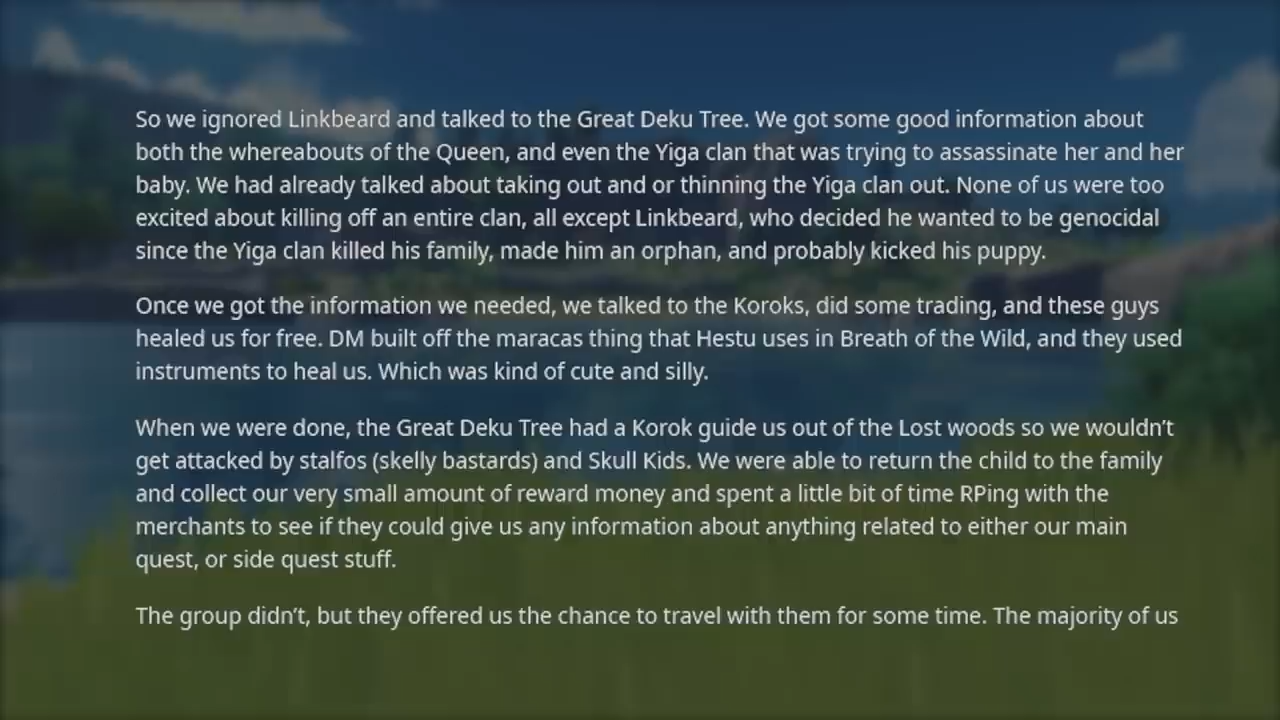 So we ignored Linkbeard and talked to the Great Deku Tree. We got some good information about
both the whereabouts of the Queen, and even the Yiga clan that was trying to assassinate her and her
baby. We had already talked about taking out and or thinning the Yiga clan out. None of us were too
excited about killing off an entire clan, all except Linkbeard, who decided he wanted to be genocidal
since the Yiga clan killed his family, made him an orphan, and probably kicked his puppy.
Once we got the information we needed, we talked to the Koroks, did some trading, and these guys
healed us for free. DM built off the maracas thing that Hestu uses in Breath of the Wild, and they used
instruments to heal us. Which was kind of cute and silly.
When we were done, the Great Deku Tree had a Korok guide us out of the Lost woods so we wouldn't
get attacked by stalfos (skelly bastards) and Skull Kids. We were able to return the child to the family
and collect our very small amount of reward money and spent a little bit of time RPing with the
merchants to see if they could give us any information about anything related to either our main
quest, or side quest stuff.
The group didn't, but they offered us the chance to travel with them for some time. The majority of us